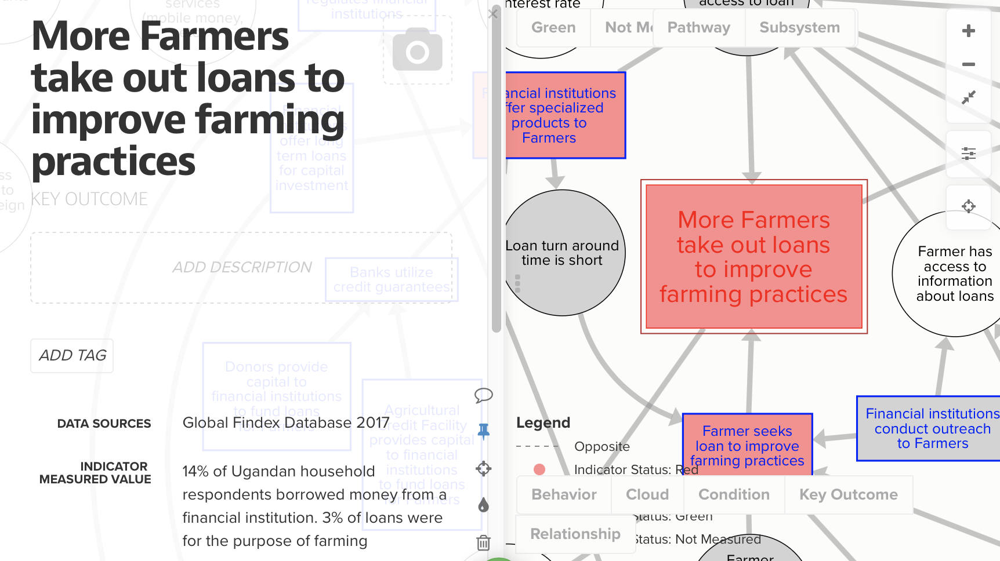 services
(mobile money,
regulates financial
institutions
More Farmers
take out loans to
improve farming
practices
KEY OUTCOME
Financial
institutions
offer long
term loans
for capital
investment
ss
to
eign
ADD DESCRIPTION
Banks utilize
credit guarantees
ADD TAG
Donors provide
capital to
financial institutions
to fund loans
for Farmers
Agricultural
Credit Facility
provides capital
to financial
institutions
to fund loans
for Farmers
DATA SOURCES
Global Findex Database 2017
INDICATOR
MEASURED VALUE
14% of Ugandan household
respondents borrowed money from a
financial institution. 3% of loans were
for the purpose of farming
nterest rate
access to loan
Green
Not Me
Pathway
Subsystem
ancial institutions
ffer specialized
products to
Farmers
Loan turn around
time is short
More Farmers
take out loans
to improve
farming practices
Farmer has
access to
information
about loans
Farmer seeks
loan to improve
farming practices
Financial institutions
conduct outreach
to Farmers
Legend
Opposite
Indicator Status: Red
Behavior
Cloud
Condition
Key Outcome
Status: Green
Relationship
Status: Not Measured
Farmer